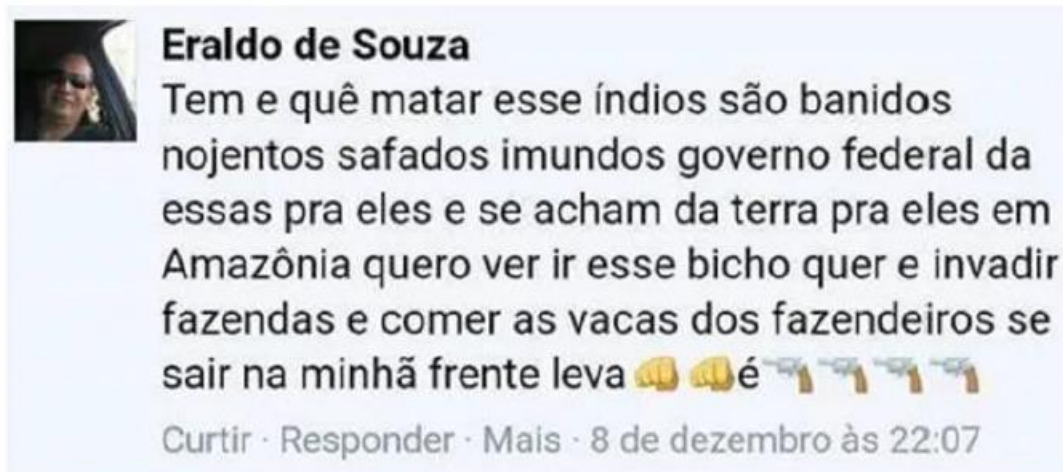 Eraldo de Souza
Tem e quê matar esse índios são banidos
nojentos safados imundos governo federal da
essas pra eles e se acham da terra pra eles em
Amazônia quero ver ir esse bicho quer e invadir
fazendas e comer as vacas dos fazendeiros se
sair na minhã frente leva 👊 👊é🔫🔫🔫🔫
Curtir · Responder · Mais · 8 de dezembro às 22:07